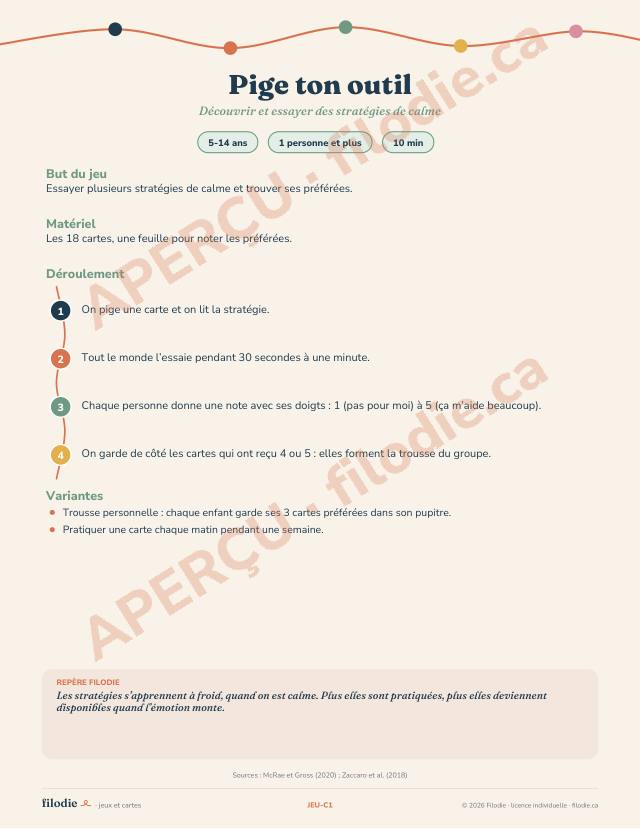 Pige ton outil
Découvrir et essayer des stratégies de calme
5-14 ans
1 personne et plus
10 min
But du jeu
Essayer plusieurs stratégies de calme et trouver ses préférées.
Matériel
Les 18 cartes, une feuille pour noter les préférées.
Déroulement
1 On pige une carte et on lit la stratégie.
2 Tout le monde l'essaie pendant 30 secondes à une minute.
3 Chaque personne donne une note avec ses doigts : 1 (pas pour moi) à 5 (ça m'aide beaucoup).
4 On garde de côté les cartes qui ont reçu 4 ou 5 : elles forment la trousse du groupe.
Variantes
Trousse personnelle : chaque enfant garde ses 3 cartes préférées dans son pupitre.
Pratiquer une carte chaque matin pendant une semaine.
APERÇU · filodie.ca
APERÇU · filodie.ca
REPÈRE FILODIE
Les stratégies s'apprennent à froid, quand on est calme. Plus elles sont pratiquées, plus elles deviennent
disponibles quand l'émotion monte.
Sources : McRae et Gross (2020) ; Zaccaro et al. (2018)
filodie · jeux et cartes
JEU-C1
© 2026 Filodie · licence individuelle · filodie.ca